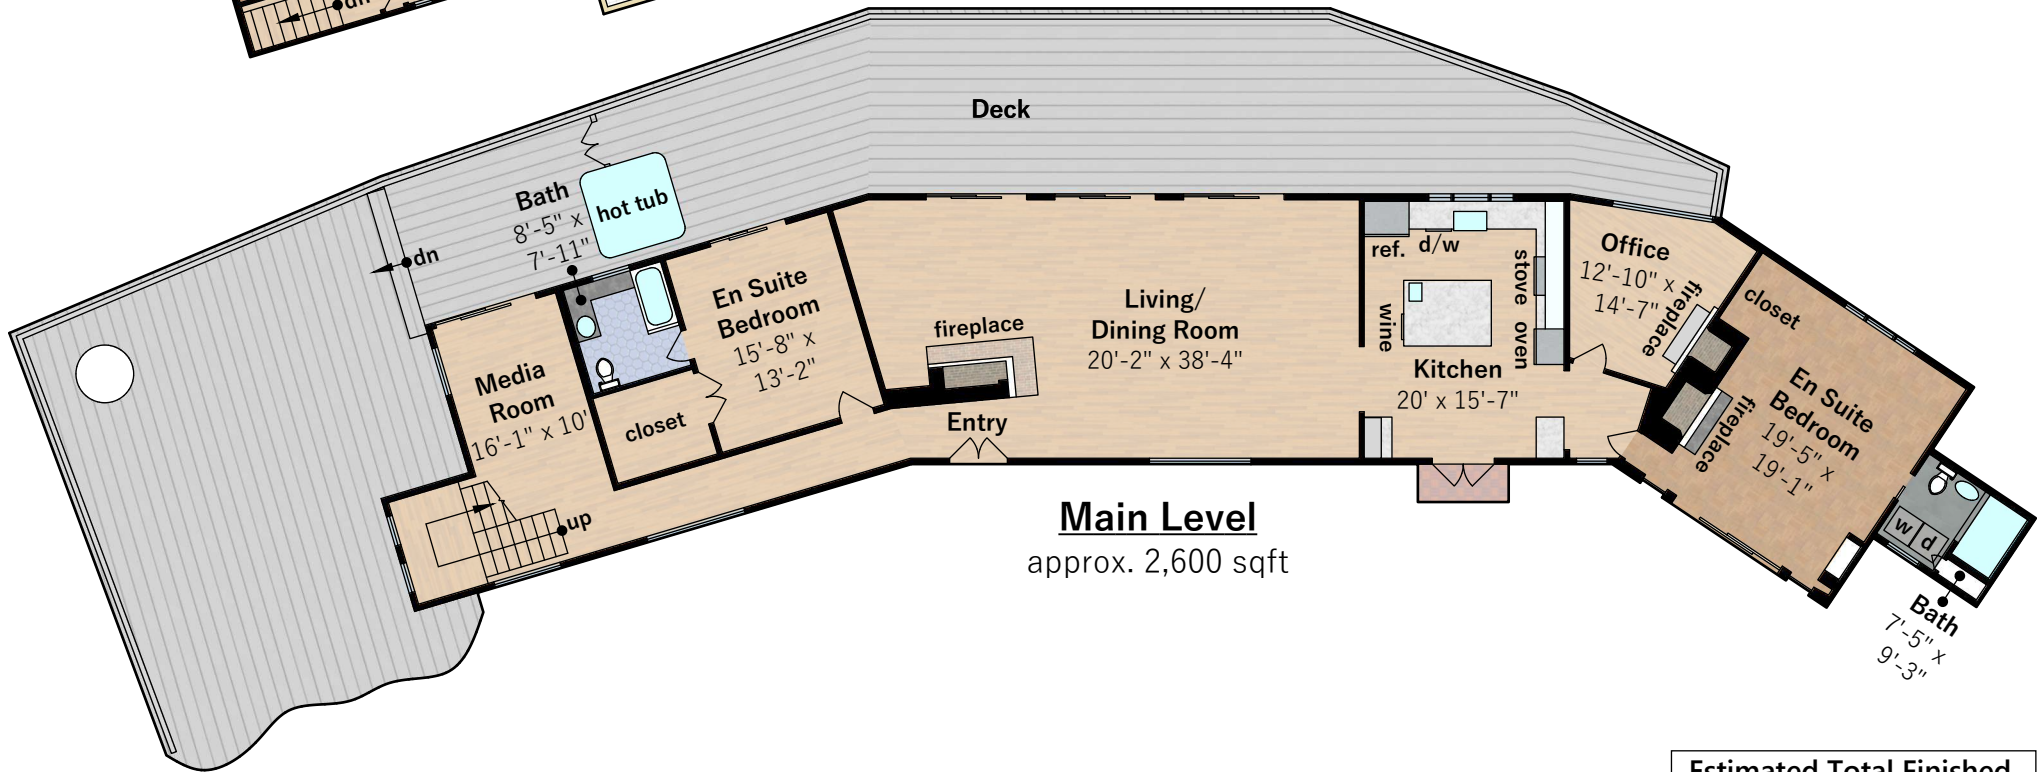 dn
Deck
Bath
8'-5" x
7'-11"
hot tub
dn
En Suite
Bedroom
15'-8" x
13'-2"
Media
Room
16'-1" x 10'
closet
up
fireplace
Entry
Living/
Dining Room
20'-2" x 38'-4"
ref.
d/w
stove
oven
wine
Kitchen
20' x 15'-7"
Office
12'-10" x
14'-7"
fireplace
closet
En Suite
Bedroom
19'-5" x
19'-1"
fireplace
w
d
Bath
7'-5" x
9'-3"
Main Level
approx. 2,600 sqft
Estimated Total Finished